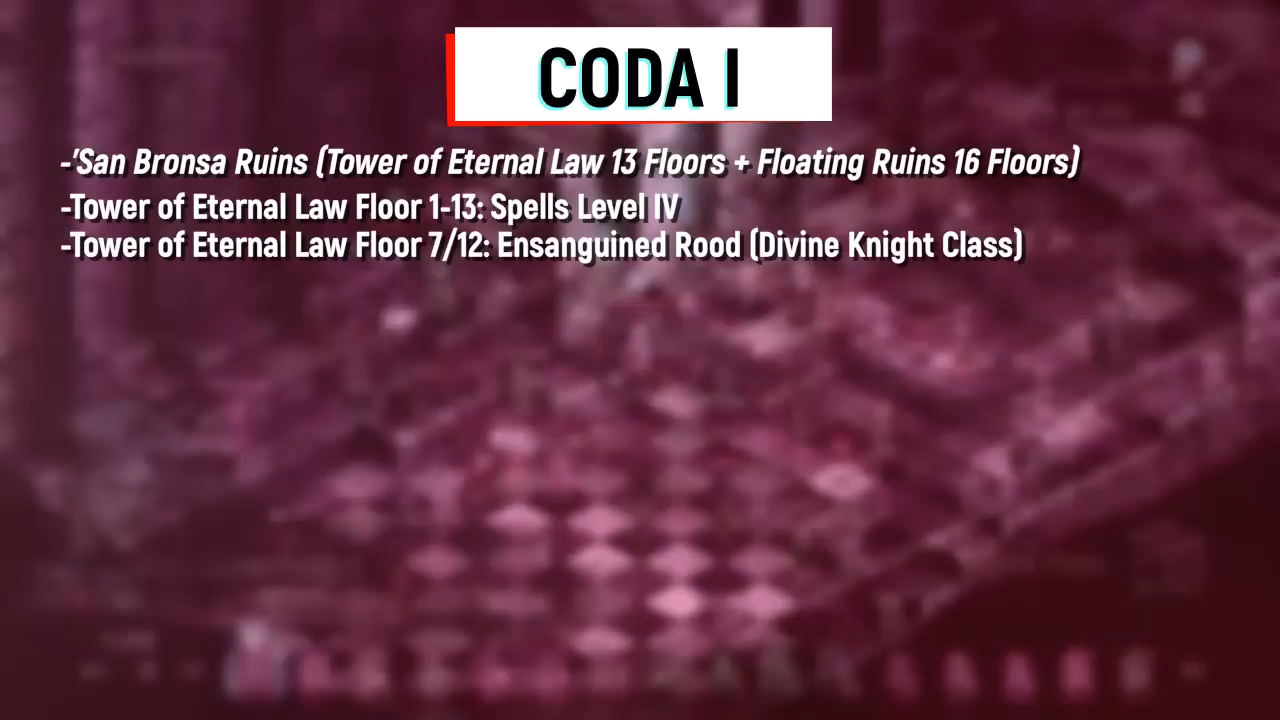 CODA I
-'San Bronsa Ruins (Tower of Eternal Law 13 Floors + Floating Ruins 16 Floors)
-Tower of Eternal Law Floor 1-13: Spells Level IV
-Tower of Eternal Law Floor 7/12: Ensanguined Rood (Divine Knight Class)